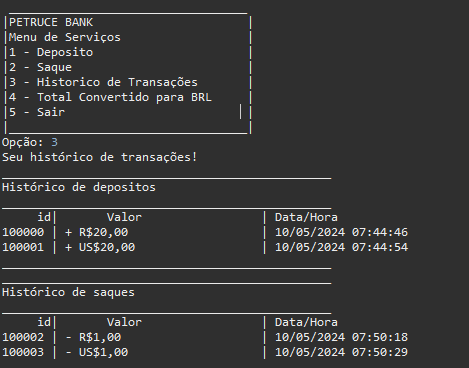 PETRUCE BANK
Menu de Serviços
1 - Deposito
2 - Saque
3 - Historico de Transações
4 - Total Convertido para BRL
5 - Sair
Opção: 3
Seu histórico de transações!
Histórico de depositos
id| Valor | Data/Hora
100000 | + R$20,00 | 10/05/2024 07:44:46
100001 | + US$20,00 | 10/05/2024 07:44:54
Histórico de saques
id| Valor | Data/Hora
100002 | - R$1,00 | 10/05/2024 07:50:18
100003 | - US$1,00 | 10/05/2024 07:50:29